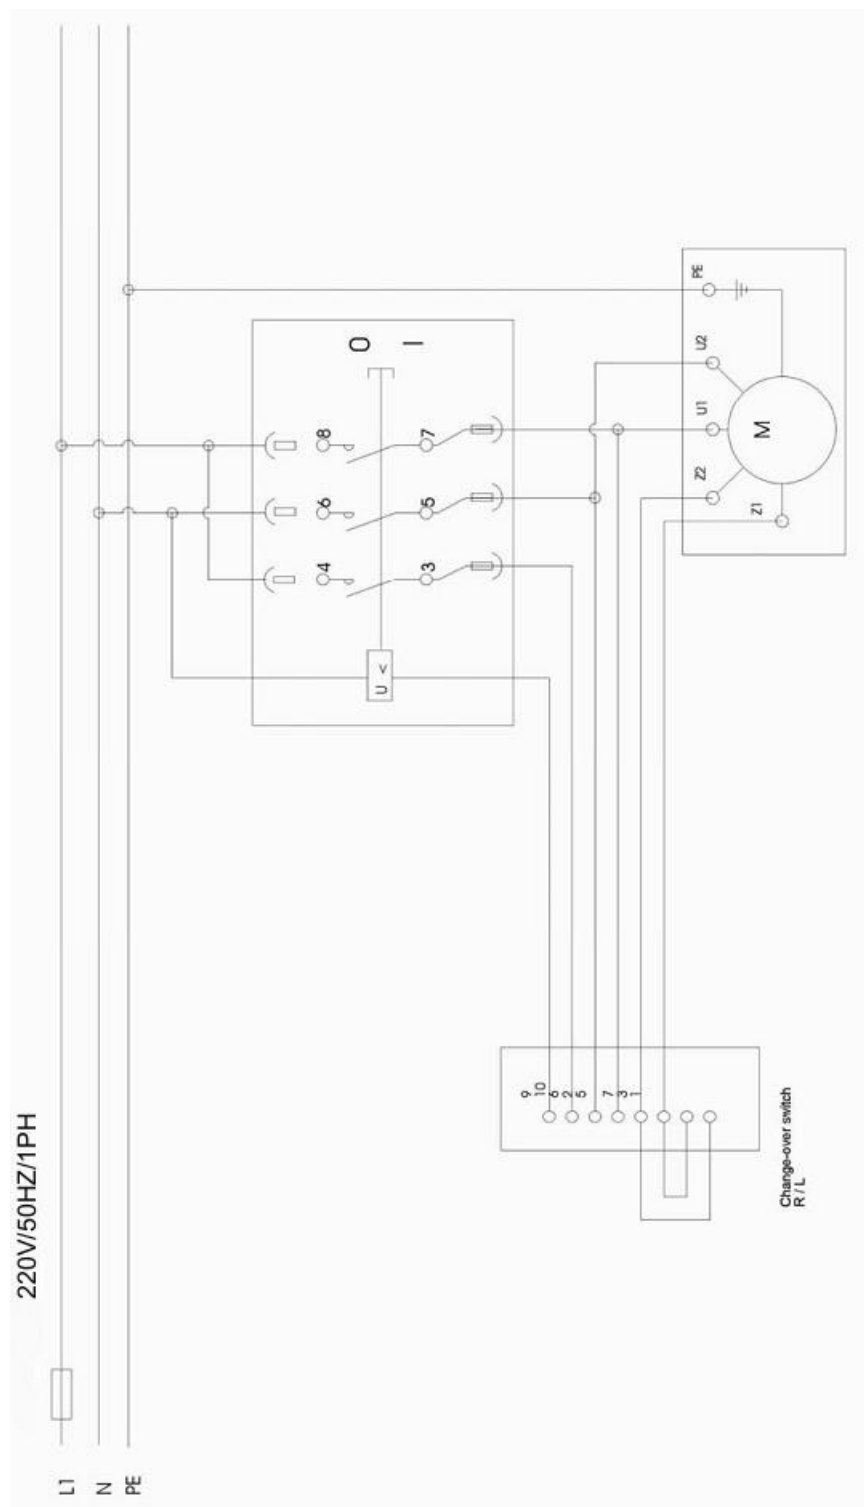 220V/50HZ/1PH
L1
N
PE
O I
8 7
6 5
4 3
U <
PE
U2
U1
Z2
Z1
M
9
10
6
2
5
7
3
1
Change-over switch
R / L